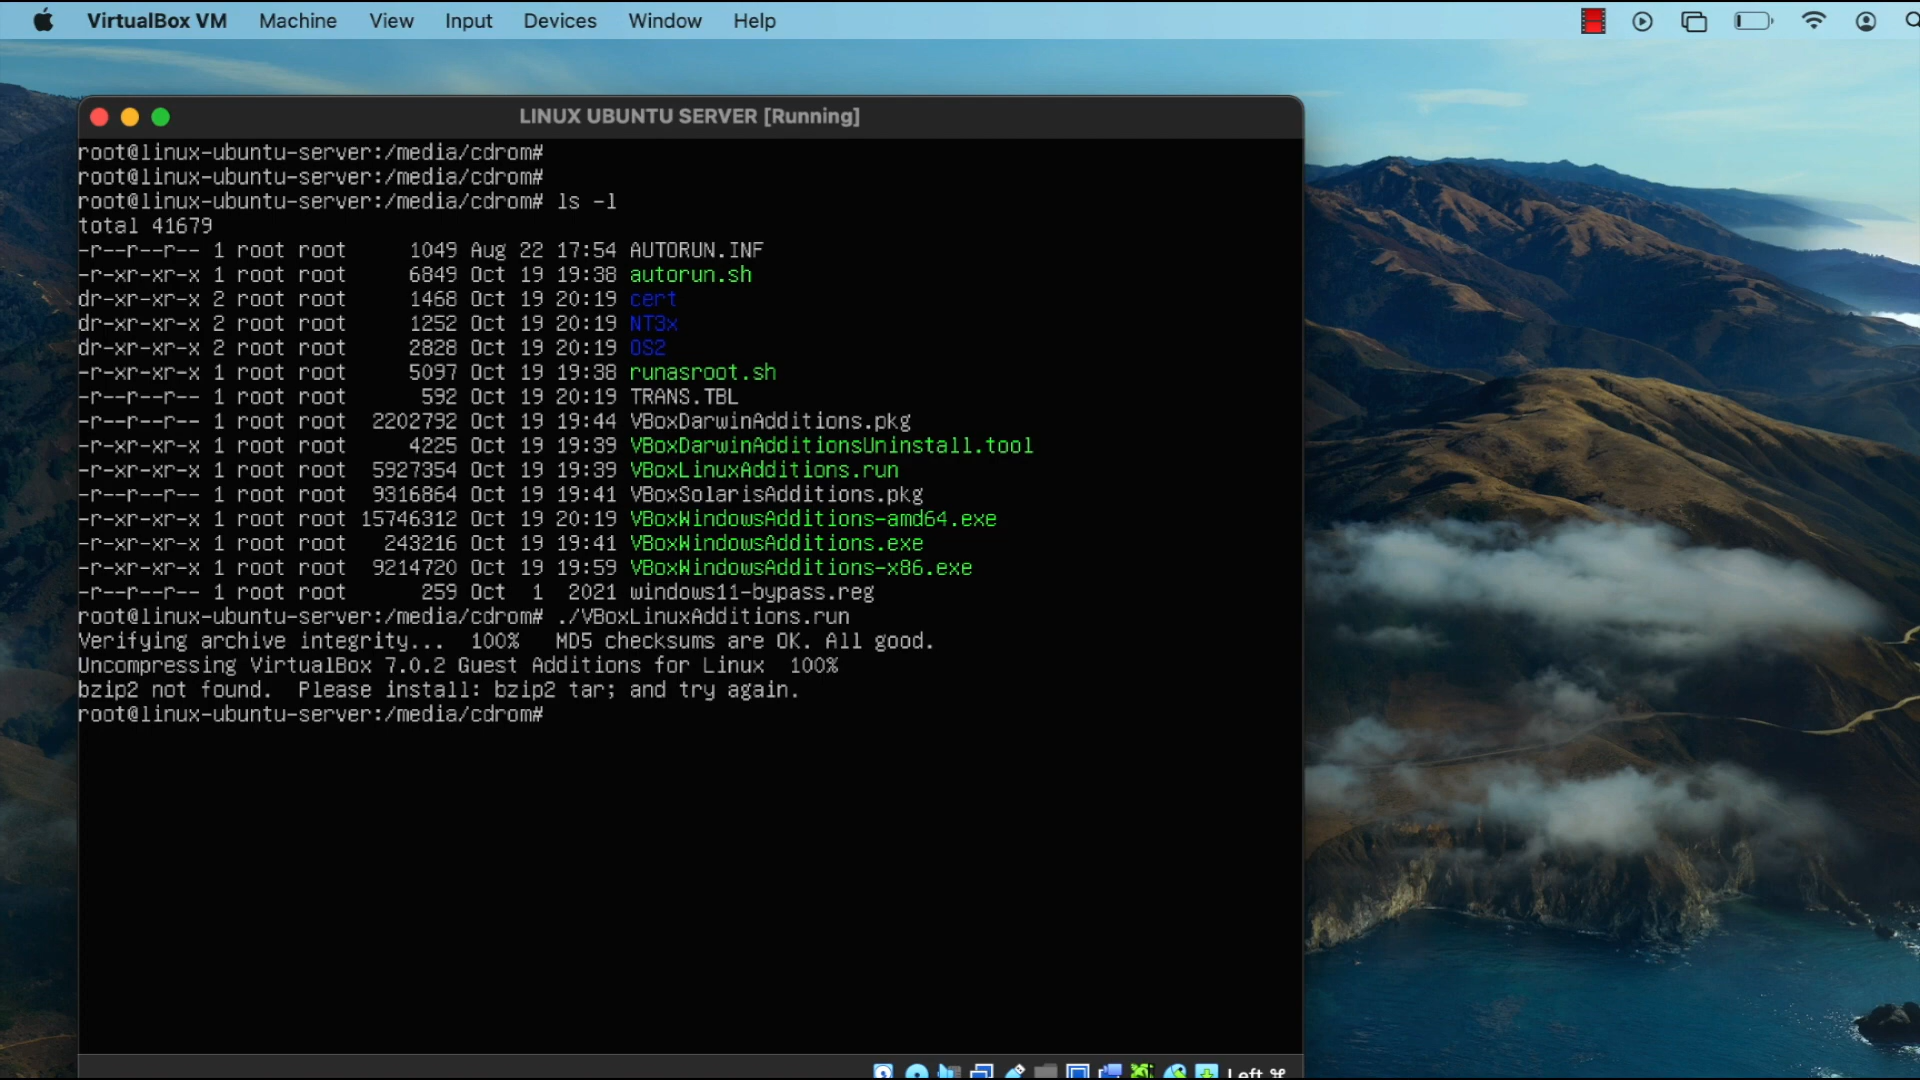 VirtualBox VM Machine View Input Devices Window Help
LINUX UBUNTU SERVER [Running]
root@linux-ubuntu-server:/media/cdrom#
root@linux-ubuntu-server:/media/cdrom#
root@linux-ubuntu-server:/media/cdrom# ls -l
total 41679
-r--r--r-- 1 root root     1049 Aug 22 17:54 AUTORUN.INF
-r-xr-xr-x 1 root root     6849 Oct 19 19:38 autorun.sh
dr-xr-xr-x 2 root root     1468 Oct 19 20:19 cert
dr-xr-xr-x 2 root root     1252 Oct 19 20:19 NT3x
dr-xr-xr-x 2 root root     2828 Oct 19 20:19 OS2
-r-xr-xr-x 1 root root     5097 Oct 19 19:38 runasroot.sh
-r--r--r-- 1 root root      592 Oct 19 20:19 TRANS.TBL
-r--r--r-- 1 root root  2202792 Oct 19 19:44 VBoxDarwinAdditions.pkg
-r-xr-xr-x 1 root root     4225 Oct 19 19:39 VBoxDarwinAdditionsUninstall.tool
-r-xr-xr-x 1 root root  5927354 Oct 19 19:39 VBoxLinuxAdditions.run
-r--r--r-- 1 root root  9316864 Oct 19 19:41 VBoxSolarisAdditions.pkg
-r-xr-xr-x 1 root root 15746312 Oct 19 20:19 VBoxWindowsAdditions-amd64.exe
-r-xr-xr-x 1 root root   243216 Oct 19 19:41 VBoxWindowsAdditions.exe
-r-xr-xr-x 1 root root  9214720 Oct 19 19:59 VBoxWindowsAdditions-x86.exe
-r--r--r-- 1 root root      259 Oct  1  2021 windows11-bypass.reg
root@linux-ubuntu-server:/media/cdrom# ./VBoxLinuxAdditions.run
Verifying archive integrity...  100%   MD5 checksums are OK. All good.
Uncompressing VirtualBox 7.0.2 Guest Additions for Linux  100%
bzip2 not found.  Please install: bzip2 tar; and try again.
root@linux-ubuntu-server:/media/cdrom#
Left ⌘